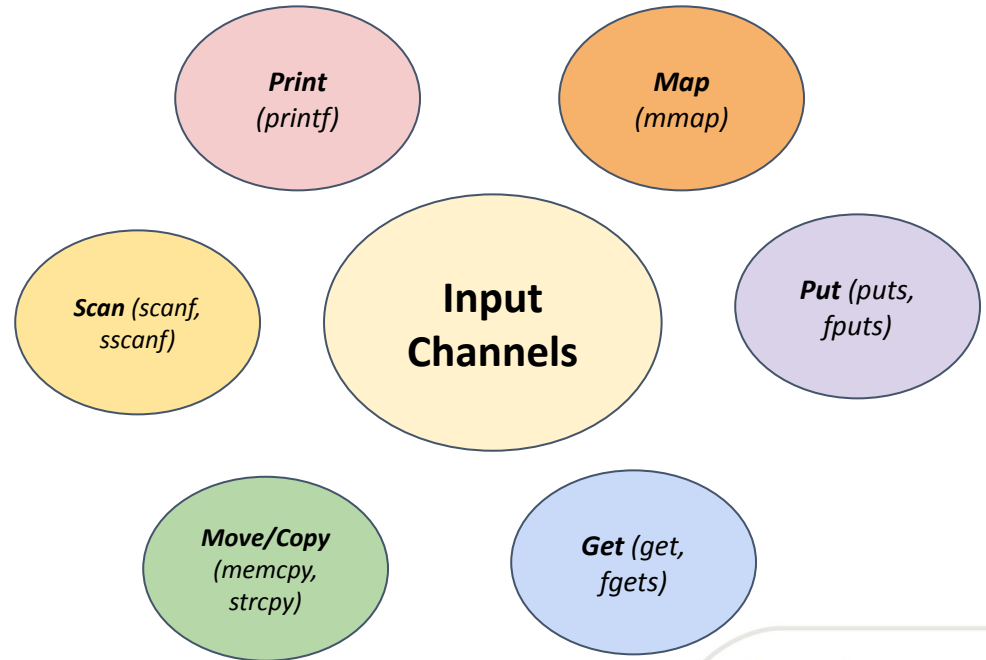 Print
(printf)
Map
(mmap)
Scan (scanf,
sscanf)
Input
Channels
Put (puts,
fputs)
Move/Copy
(memcpy,
strcpy)
Get (get,
fgets)